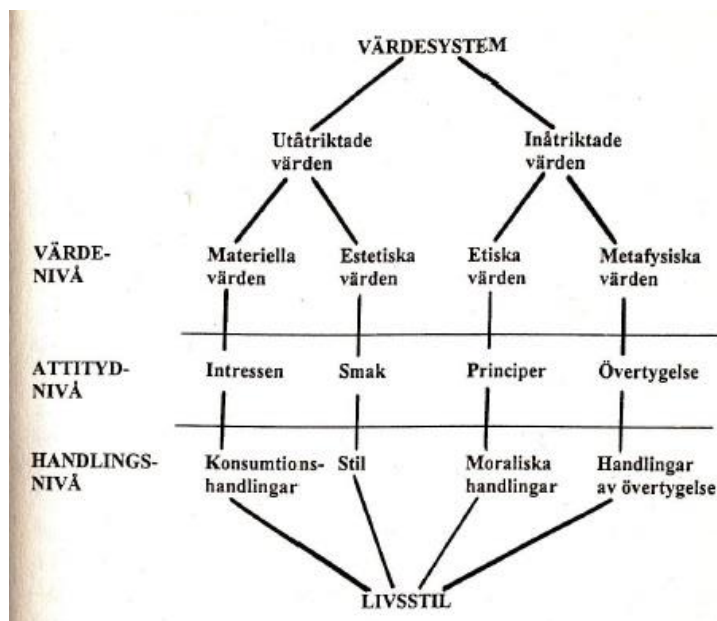 VÄRDESYSTEM
Utåtriktade
värden
Inåtriktade
värden
VÄRDE-
NIVÅ
Materiella
värden
Estetiska
värden
Etiska
värden
Metafysiska
värden
ATTITYD-
NIVÅ
Intressen
Smak
Principer
Övertygelse
HANDLINGS-
NIVÅ
Konsumtions-
handlingar
Stil
Moraliska
handlingar
Handlingar
av övertygelse
LIVSSTIL